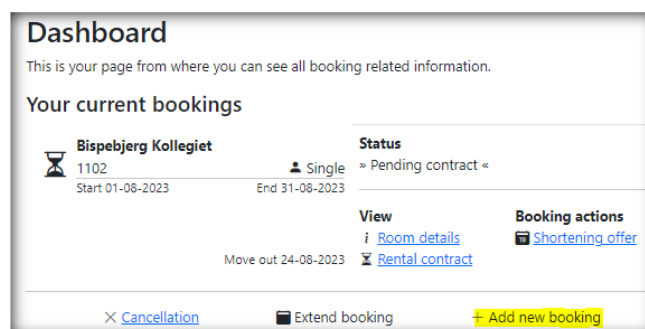 Dashboard
This is your page from where you can see all booking related information.
Your current bookings
Bispebjerg Kollegiet
1102 Single
Start 01-08-2023 End 31-08-2023
Move out 24-08-2023
Status
» Pending contract «
View
i Room details
Rental contract
Booking actions
19 Shortening offer
Cancellation
Extend booking
+ Add new booking